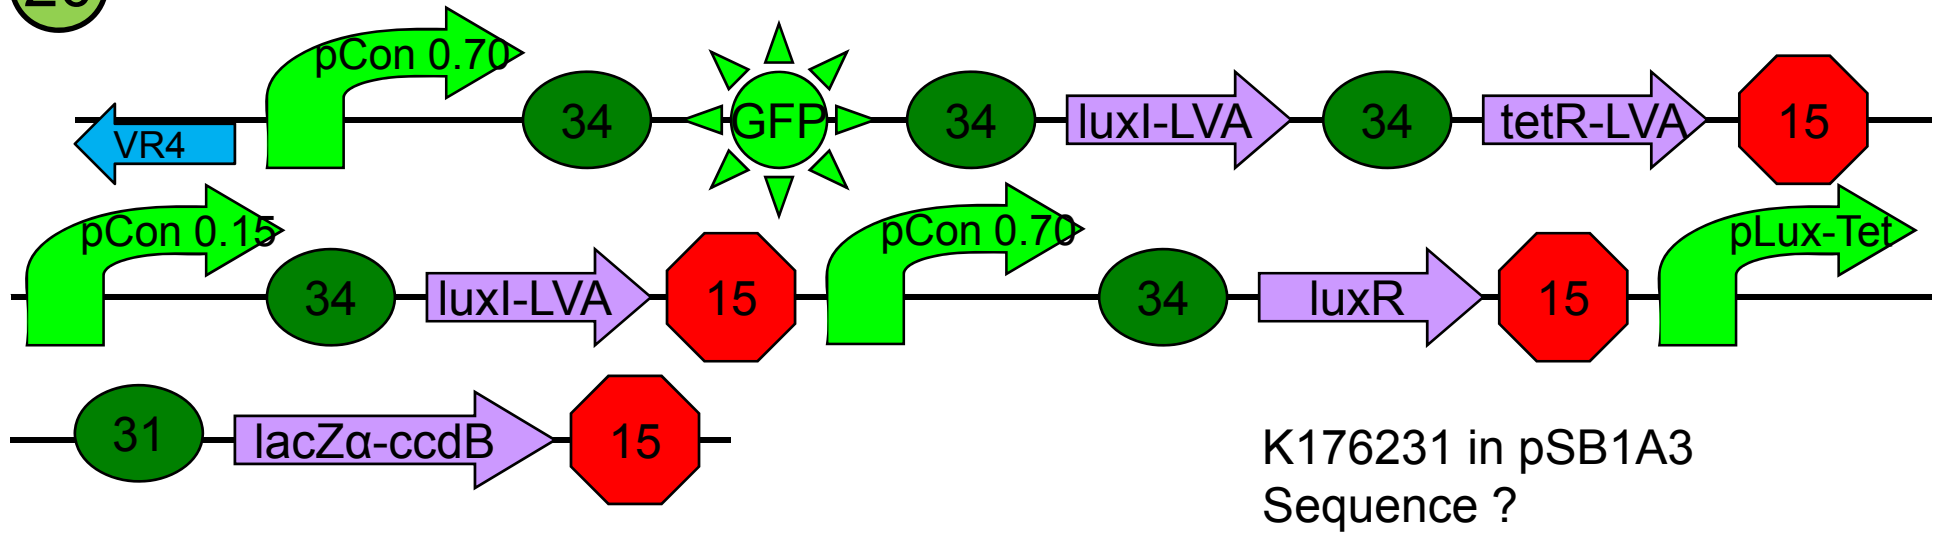 pCon 0.70
VR4 34 GFP 34 luxI-LVA 34 tetR-LVA 15
pCon 0.15 pCon 0.70 pLux-Tet
34 luxI-LVA 15 34 luxR 15
31 lacZα-ccdB 15
K176231 in pSB1A3
Sequence ?